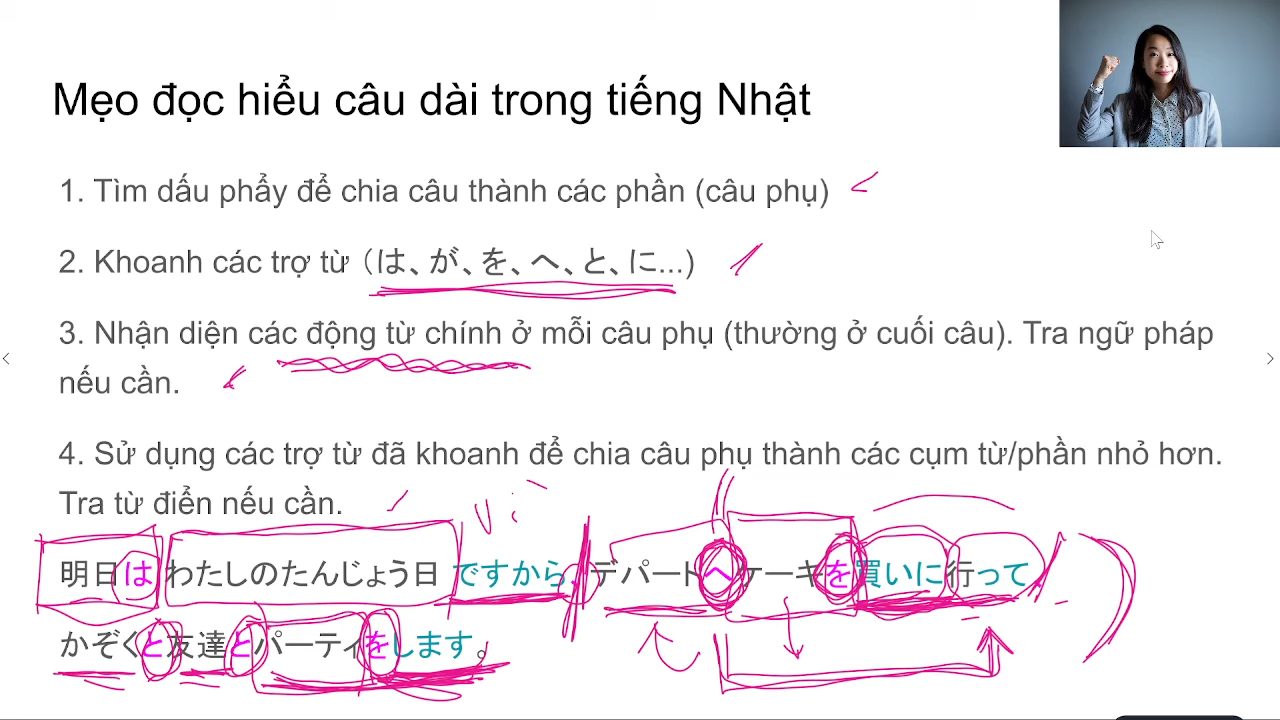 Mẹo đọc hiểu câu dài trong tiếng Nhật
1. Tìm dấu phẩy để chia câu thành các phần (câu phụ)
2. Khoanh các trợ từ（は、が、を、へ、と、に...)
3. Nhận diện các động từ chính ở mỗi câu phụ (thường ở cuối câu). Tra ngữ pháp
nếu cần.
4. Sử dụng các trợ từ đã khoanh để chia câu phụ thành các cụm từ/phần nhỏ hơn.
Tra từ điển nếu cần.
Vì
明日は わたしのたんじょう日 ですから、デパートへ ケーキを買いに行って
かぞくと友達とパーティをします。